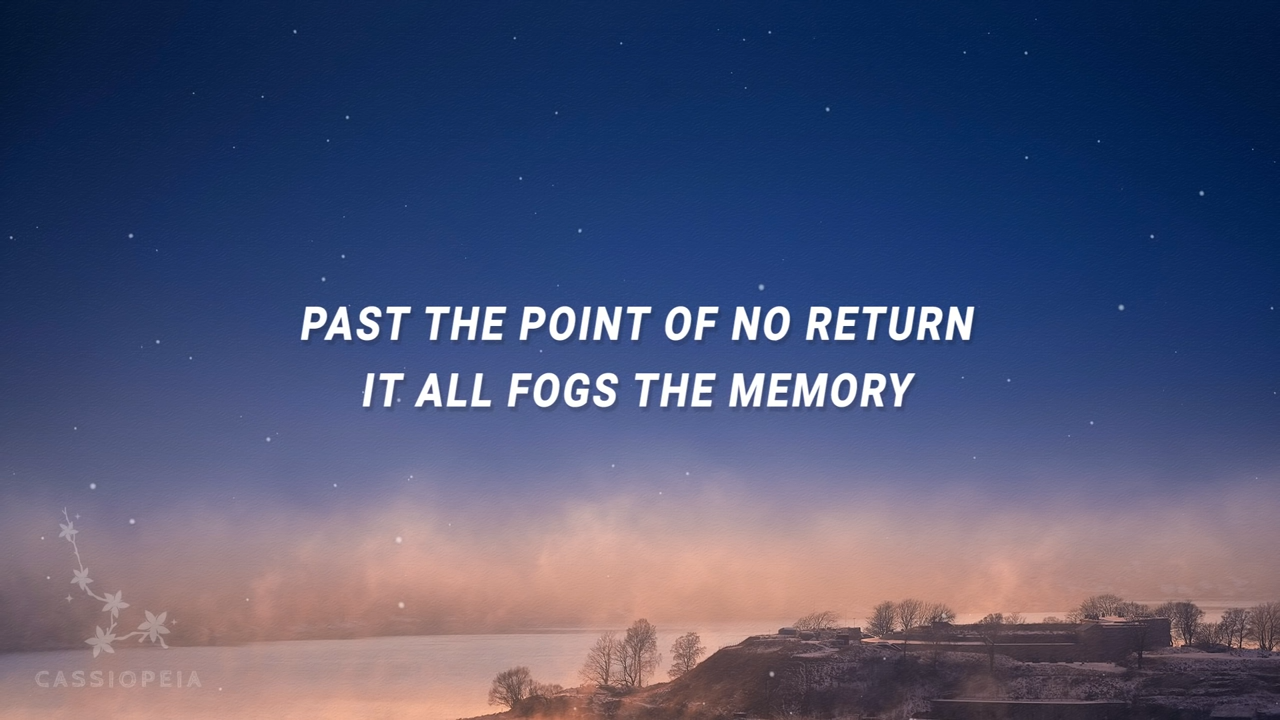 PAST THE POINT OF NO RETURN
IT ALL FOGS THE MEMORY
CASSIOPEIA